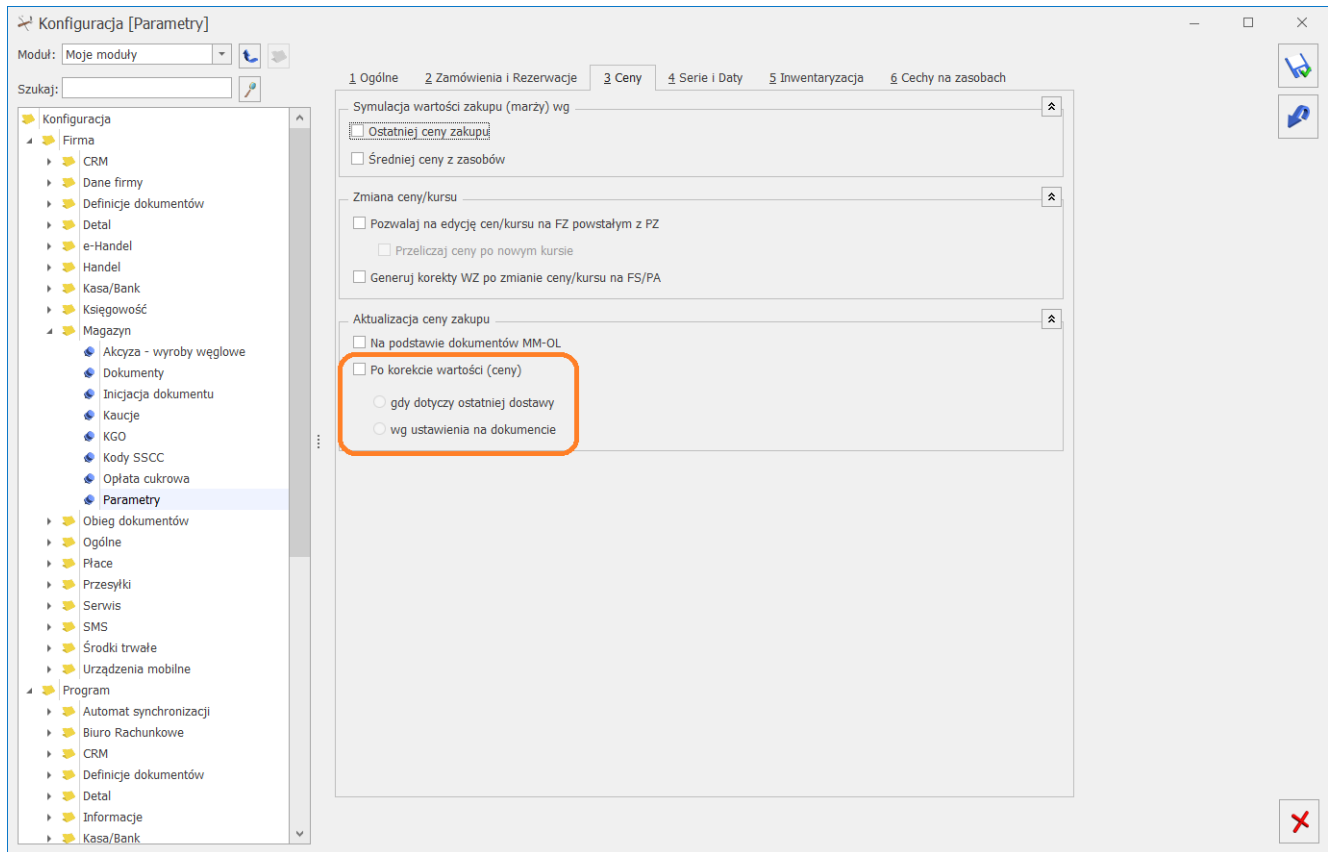 Konfiguracja [Parametry]
Moduł: Moje moduły
Szukaj:
Konfiguracja
Firma
CRM
Dane firmy
Definicje dokumentów
Detal
e-Handel
Handel
Kasa/Bank
Księgowość
Magazyn
Akcyza - wyroby węglowe
Dokumenty
Inicjacja dokumentu
Kaucje
KGO
Kody SSCC
Opłata cukrowa
Parametry
Obieg dokumentów
Ogólne
Płace
Przesyłki
Serwis
SMS
Środki trwałe
Urządzenia mobilne
Program
Automat synchronizacji
Biuro Rachunkowe
CRM
Definicje dokumentów
Detal
Informacje
Kasa/Bank
1 Ogólne 2 Zamówienia i Rezerwacje 3 Ceny 4 Serie i Daty 5 Inwentaryzacja 6 Cechy na zasobach
Symulacja wartości zakupu (marży) wg
Ostatniej ceny zakupu
Średniej ceny z zasobów
Zmiana ceny/kursu
Pozwalaj na edycję cen/kursu na FZ powstałym z PZ
Przeliczaj ceny po nowym kursie
Generuj korekty WZ po zmianie ceny/kursu na FS/PA
Aktualizacja ceny zakupu
Na podstawie dokumentów MM-OL
Po korekcie wartości (ceny)
gdy dotyczy ostatniej dostawy
wg ustawienia na dokumencie